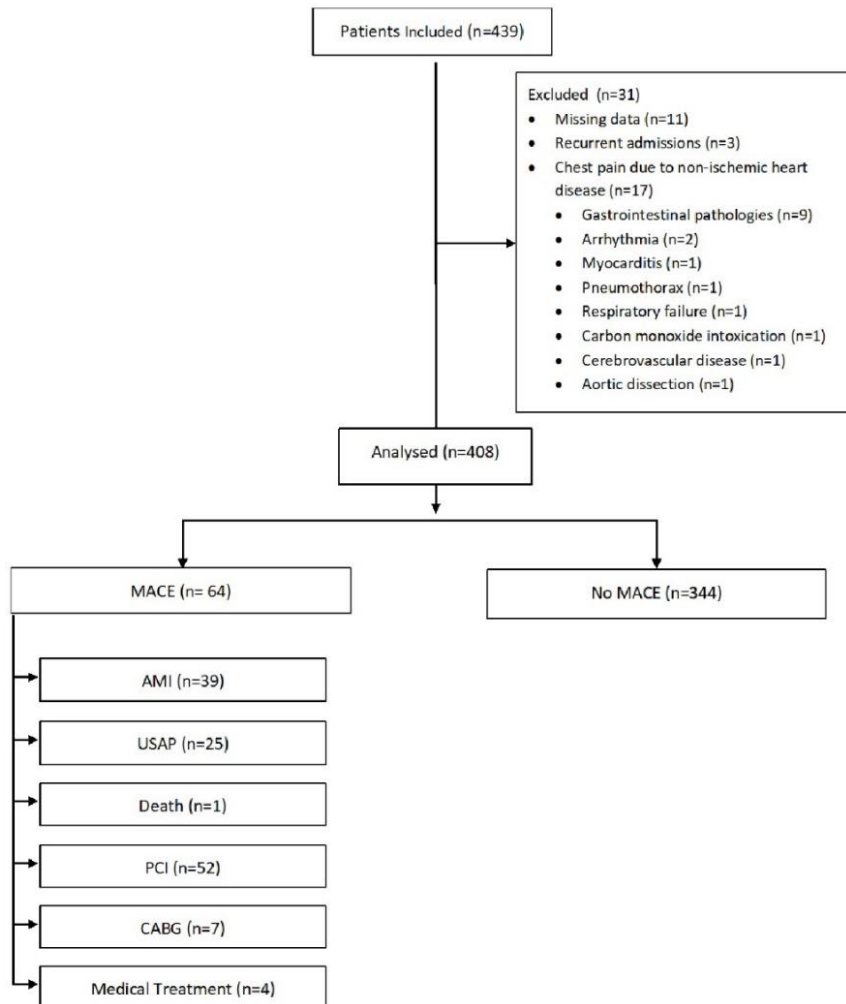 Patients Included (n=439)
Excluded (n=31)
• Missing data (n=11)
• Recurrent admissions (n=3)
• Chest pain due to non-ischemic heart
disease (n=17)
• Gastrointestinal pathologies (n=9)
• Arrhythmia (n=2)
• Myocarditis (n=1)
• Pneumothorax (n=1)
• Respiratory failure (n=1)
• Carbon monoxide intoxication (n=1)
• Cerebrovascular disease (n=1)
• Aortic dissection (n=1)
Analysed (n=408)
MACE (n= 64)
No MACE (n=344)
AMI (n=39)
USAP (n=25)
Death (n=1)
PCI (n=52)
CABG (n=7)
Medical Treatment (n=4)